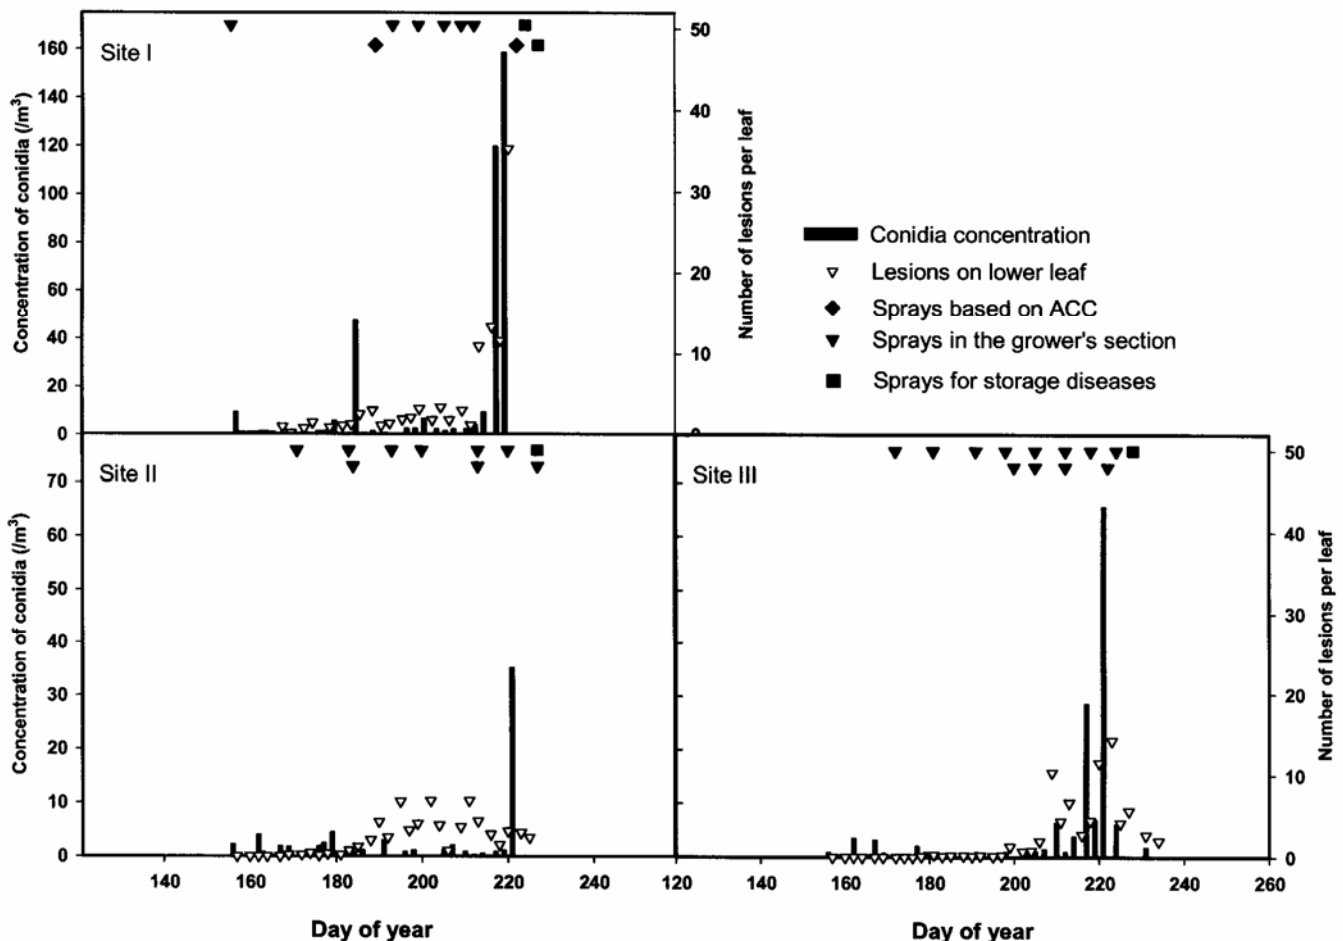 Site I
Concentration of conidia (/m³)
160
140
120
100
80
60
40
20
0
50
40
30
20
10
0
Number of lesions per leaf
Conidia concentration
Lesions on lower leaf
Sprays based on ACC
Sprays in the grower's section
Sprays for storage diseases
Site II
Concentration of conidia (/m³)
70
60
50
40
30
20
10
0
140 160 180 200 220 240
Day of year
Site III
50
40
30
20
10
0
Number of lesions per leaf
120 140 160 180 200 220 240 260
Day of year